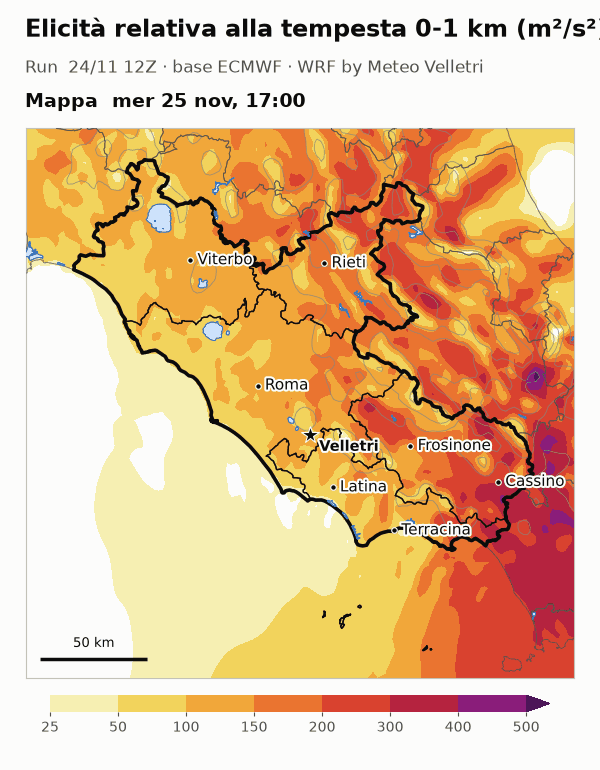 Elicità relativa alla tempesta 0-1 km (m²/s²)
Run 24/11 12Z · base ECMWF · WRF by Meteo Velletri
Mappa mer 25 nov, 17:00
Viterbo
Rieti
Roma
Velletri
Frosinone
Cassino
Latina
Terracina
50 km
25 50 100 150 200 300 400 500